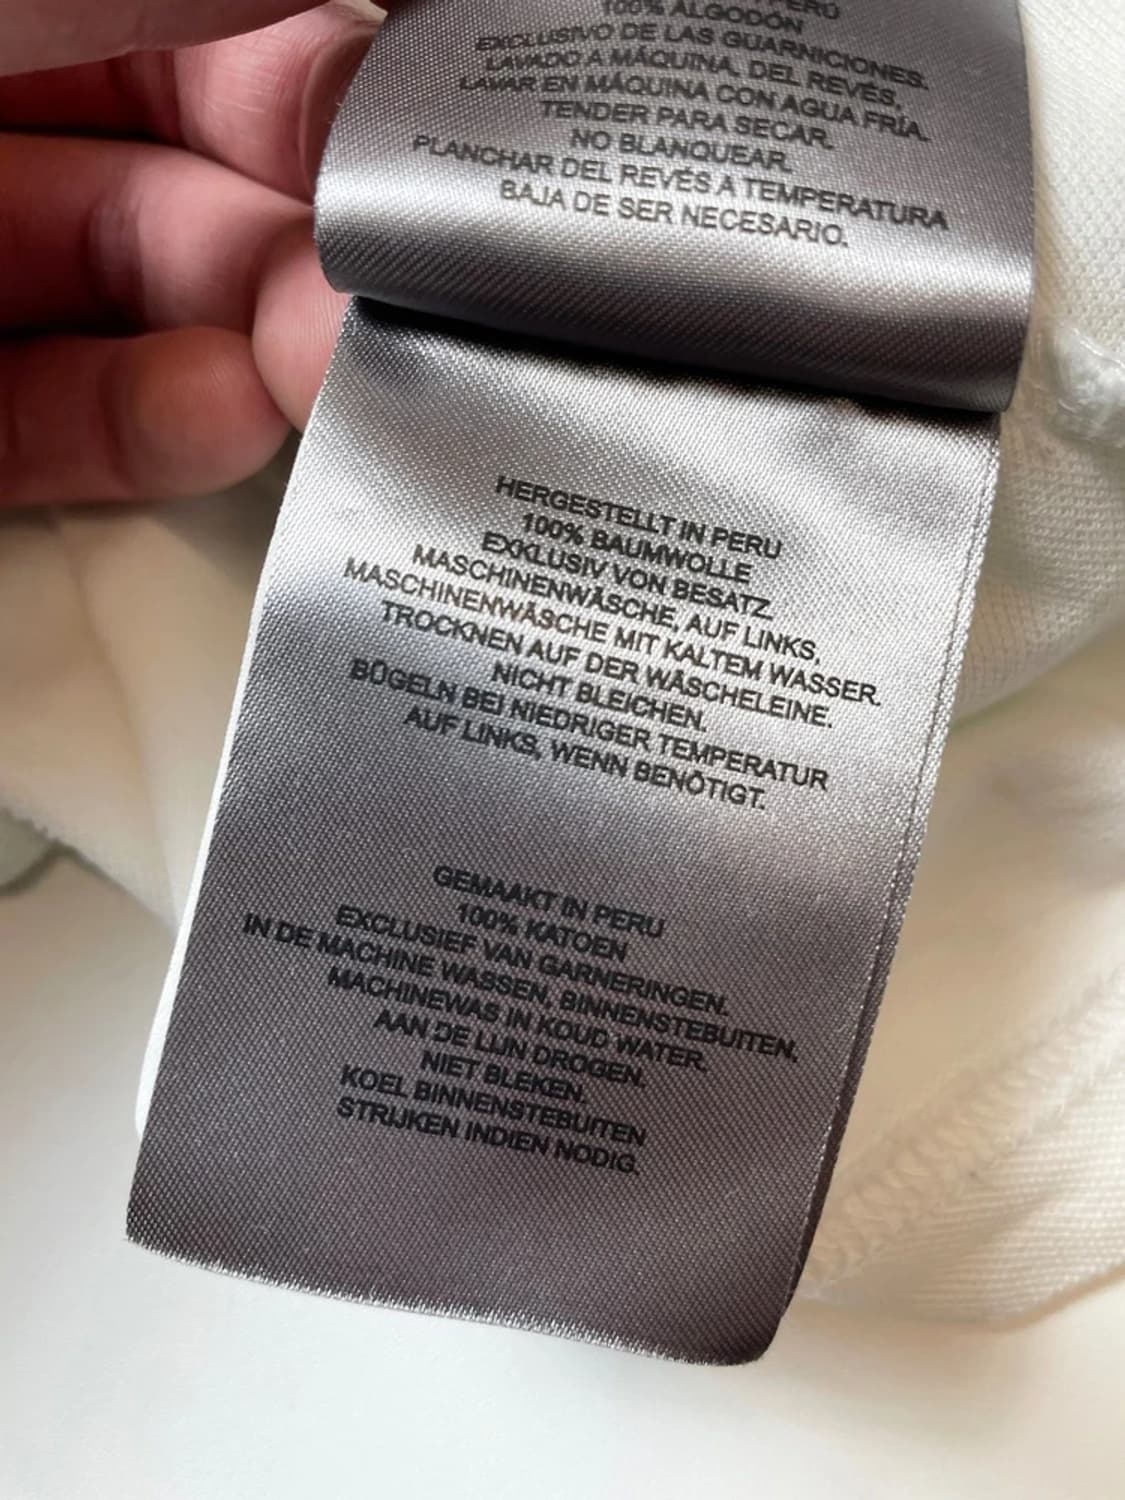 PERÚ
100% ALGODÓN
EXCLUSIVO DE LAS GUARNICIONES.
LAVADO A MÁQUINA, DEL REVÉS,
LAVAR EN MÁQUINA CON AGUA FRÍA.
TENDER PARA SECAR.
NO BLANQUEAR.
PLANCHAR DEL REVÉS A TEMPERATURA
BAJA DE SER NECESARIO.
HERGESTELLT IN PERU
100% BAUMWOLLE
EXKLUSIV VON BESATZ.
MASCHINENWÄSCHE, AUF LINKS,
MASCHINENWÄSCHE MIT KALTEM WASSER.
TROCKNEN AUF DER WÄSCHELEINE.
NICHT BLEICHEN.
BÜGELN BEI NIEDRIGER TEMPERATUR
AUF LINKS, WENN BENÖTIGT.
GEMAAKT IN PERU
100% KATOEN
EXCLUSIEF VAN GARNERINGEN.
IN DE MACHINE WASSEN, BINNENSTEBUITEN,
MACHINEWAS IN KOUD WATER.
AAN DE LIJN DROGEN.
NIET BLEKEN.
KOEL BINNENSTEBUITEN
STRIJKEN INDIEN NODIG.